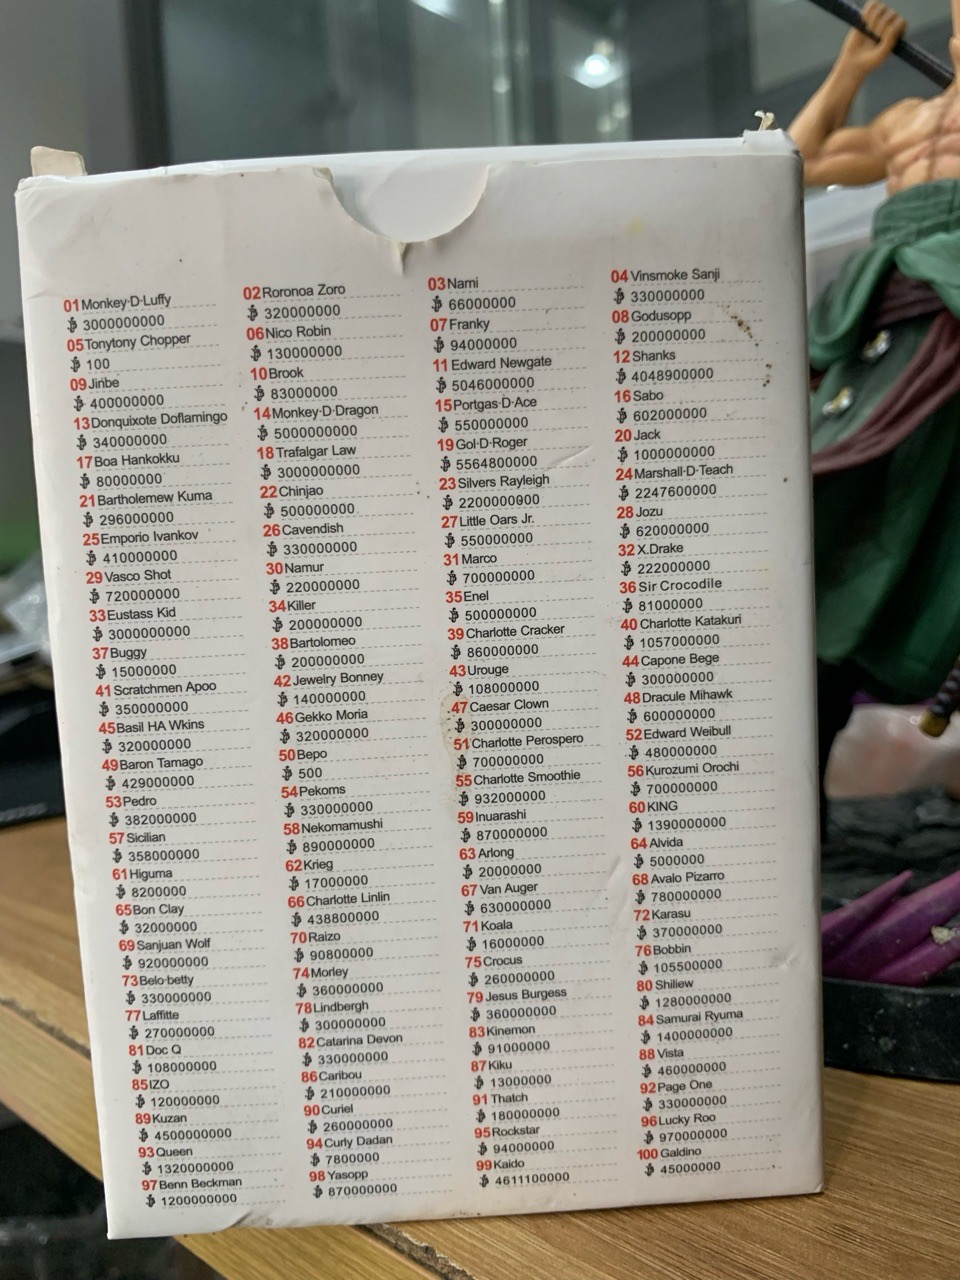 01 Monkey·D·Luffy
฿ 3000000000
02 Roronoa Zoro
฿ 320000000
03 Nami
฿ 66000000
04 Vinsmoke Sanji
฿ 330000000
05 Tonytony Chopper
฿ 100
06 Nico Robin
฿ 130000000
07 Franky
฿ 94000000
08 Godusopp
฿ 200000000
09 Jinbe
฿ 400000000
10 Brook
฿ 83000000
11 Edward Newgate
฿ 5046000000
12 Shanks
฿ 4048900000
13 Donquixote Doflamingo
฿ 340000000
14 Monkey·D·Dragon
฿ 5000000000
15 Portgas·D·Ace
฿ 550000000
16 Sabo
฿ 602000000
17 Boa Hankokku
฿ 80000000
18 Trafalgar Law
฿ 3000000000
19 Gol·D·Roger
฿ 5564800000
20 Jack
฿ 1000000000
21 Bartholemew Kuma
฿ 296000000
22 Chinjao
฿ 500000000
23 Silvers Rayleigh
฿ 2200000000
24 Marshall·D·Teach
฿ 2247600000
25 Emporio Ivankov
฿ 410000000
26 Cavendish
฿ 330000000
27 Little Oars Jr.
฿ 550000000
28 Jozu
฿ 620000000
29 Vasco Shot
฿ 720000000
30 Namur
฿ 220000000
31 Marco
฿ 700000000
32 X.Drake
฿ 222000000
33 Eustass Kid
฿ 3000000000
34 Killer
฿ 200000000
35 Enel
฿ 500000000
36 Sir Crocodile
฿ 81000000
37 Buggy
฿ 15000000
38 Bartolomeo
฿ 200000000
39 Charlotte Cracker
฿ 860000000
40 Charlotte Katakuri
฿ 1057000000
41 Scratchmen Apoo
฿ 350000000
42 Jewelry Bonney
฿ 140000000
43 Urouge
฿ 108000000
44 Capone Bege
฿ 300000000
45 Basil HA Wkins
฿ 320000000
46 Gekko Moria
฿ 320000000
47 Caesar Clown
฿ 300000000
48 Dracule Mihawk
฿ 600000000
49 Baron Tamago
฿ 429000000
50 Bepo
฿ 500
51 Charlotte Perospero
฿ 700000000
52 Edward Weibull
฿ 480000000
53 Pedro
฿ 382000000
54 Pekoms
฿ 330000000
55 Charlotte Smoothie
฿ 932000000
56 Kurozumi Orochi
฿ 700000000
57 Sicilian
฿ 358000000
58 Nekomamushi
฿ 890000000
59 Inuarashi
฿ 870000000
60 KING
฿ 1390000000
61 Higuma
฿ 8200000
62 Krieg
฿ 17000000
63 Arlong
฿ 20000000
64 Alvida
฿ 5000000
65 Bon Clay
฿ 32000000
66 Charlotte Linlin
฿ 438800000
67 Van Auger
฿ 630000000
68 Avalo Pizarro
฿ 780000000
69 Sanjuan Wolf
฿ 920000000
70 Raizo
฿ 90800000
71 Koala
฿ 16000000
72 Karasu
฿ 370000000
73 Belo·betty
฿ 330000000
74 Morley
฿ 360000000
75 Crocus
฿ 260000000
76 Bobbin
฿ 105500000
77 Laffitte
฿ 270000000
78 Lindbergh
฿ 300000000
79 Jesus Burgess
฿ 360000000
80 Shiliew
฿ 1280000000
81 Doc Q
฿ 108000000
82 Catarina Devon
฿ 330000000
83 Kinemon
฿ 91000000
84 Samurai Ryuma
฿ 1400000000
85 IZO
฿ 120000000
86 Caribou
฿ 210000000
87 Kiku
฿ 13000000
88 Vista
฿ 460000000
89 Kuzan
฿ 4500000000
90 Curiel
฿ 260000000
91 Thatch
฿ 180000000
92 Page One
฿ 330000000
93 Queen
฿ 1320000000
94 Curly Dadan
฿ 7800000
95 Rockstar
฿ 94000000
96 Lucky Roo
฿ 970000000
97 Benn Beckman
฿ 1200000000
98 Yasopp
฿ 870000000
99 Kaido
฿ 4611100000
100 Galdino
฿ 45000000